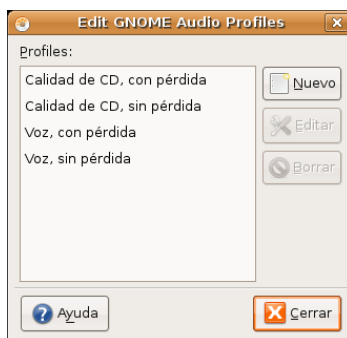 Edit GNOME Audio Profiles
Profiles:
Calidad de CD, con pérdida
Calidad de CD, sin pérdida
Voz, con pérdida
Voz, sin pérdida
Nuevo
Editar
Borrar
Ayuda
Cerrar